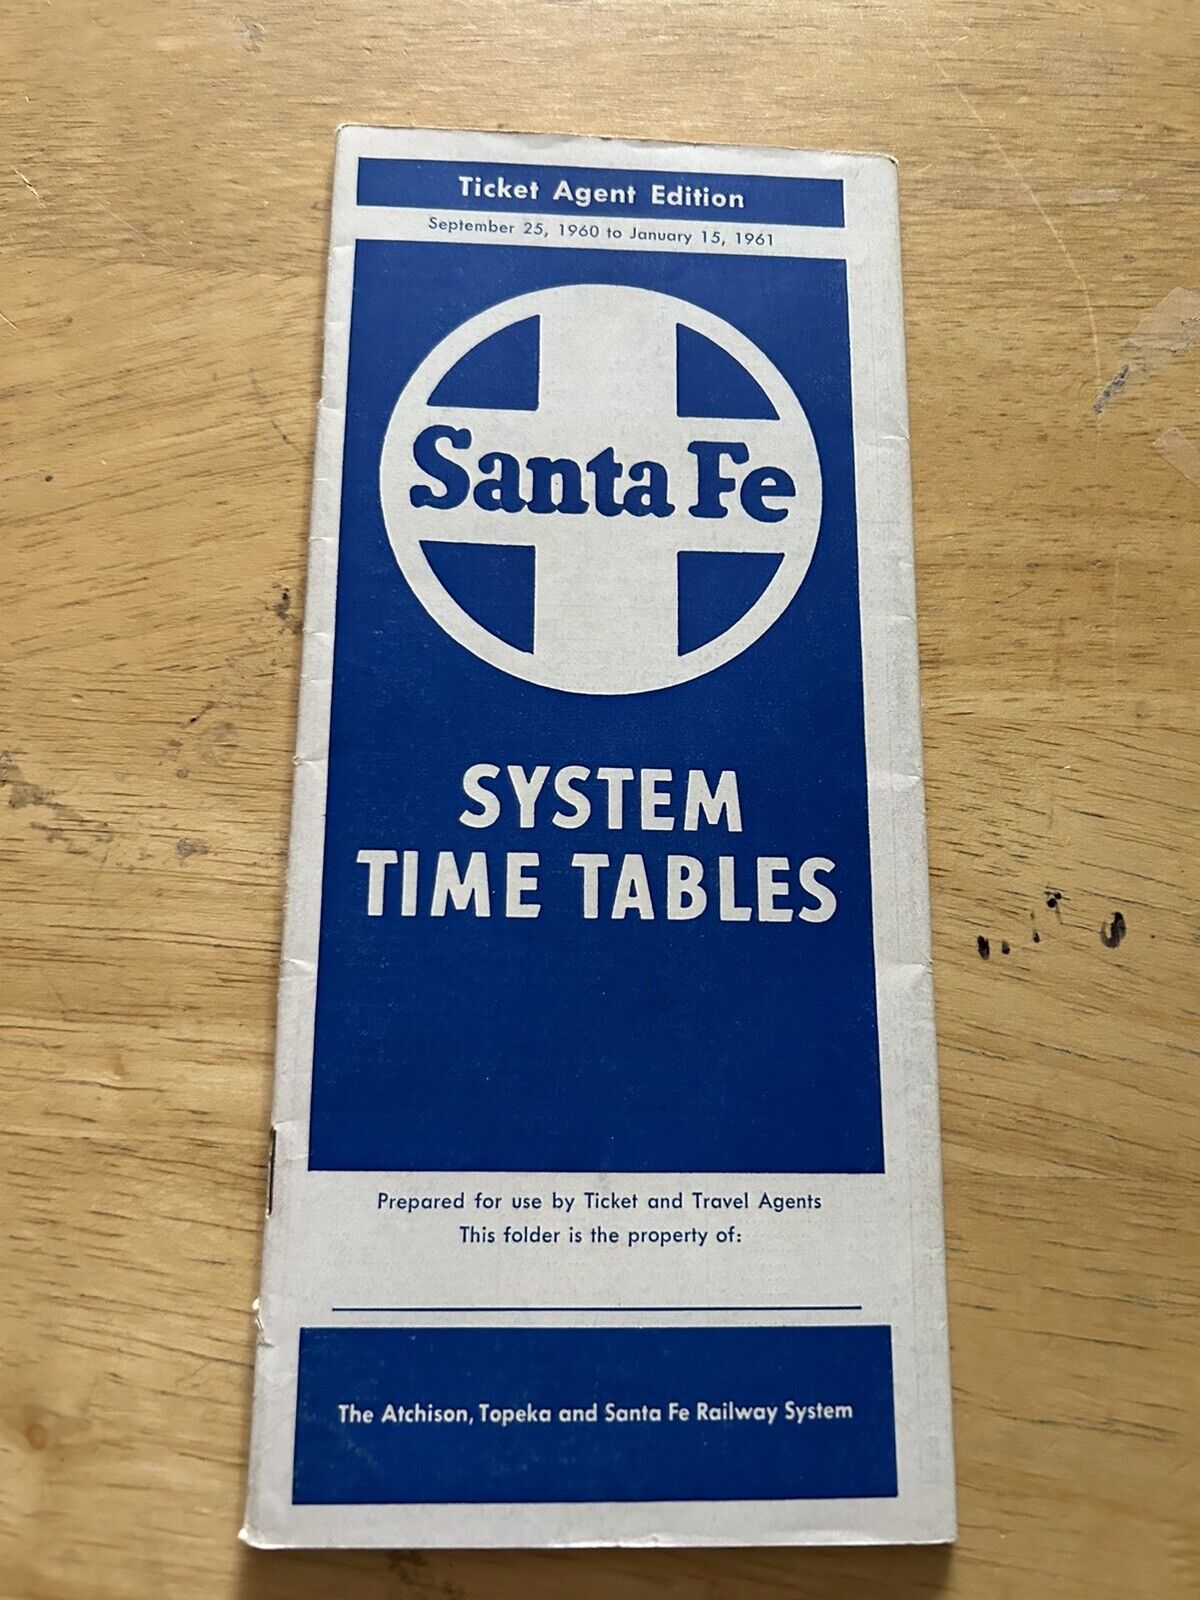 Ticket Agent Edition
September 25, 1960 to January 15, 1961
Santa Fe
SYSTEM
TIME TABLES
Prepared for use by Ticket and Travel Agents
This folder is the property of:
The Atchison, Topeka and Santa Fe Railway System